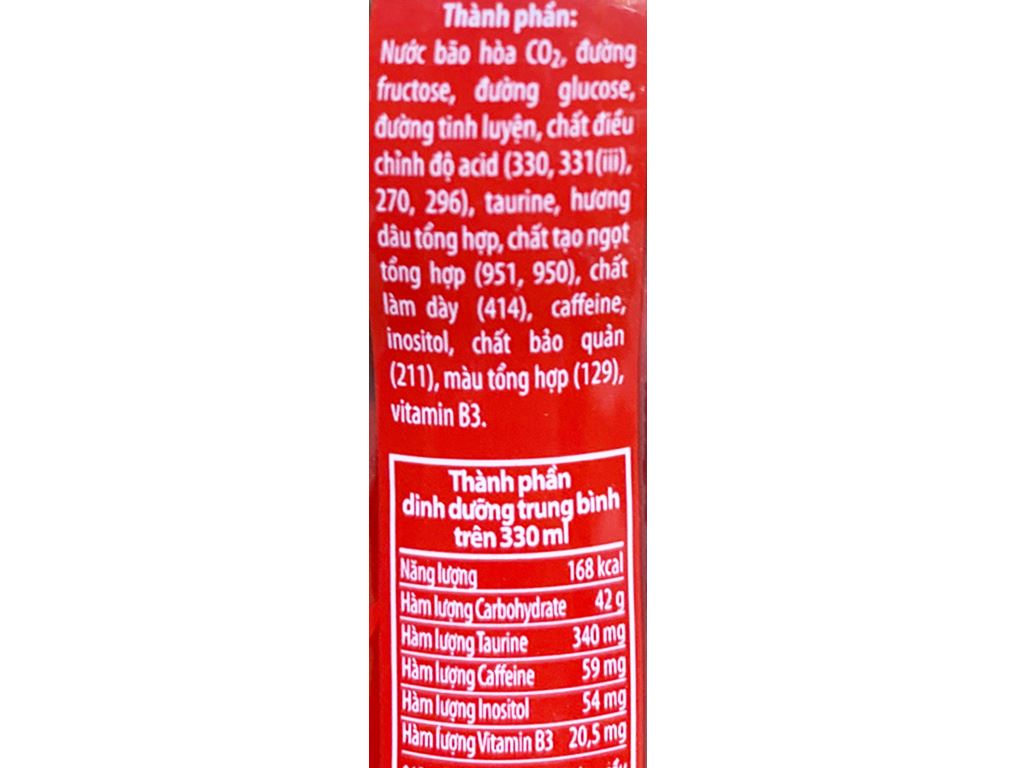 Thành phần:
Nước bão hòa CO₂, đường
fructose, đường glucose,
đường tinh luyện, chất điều
chỉnh độ acid (330, 331(iii),
270, 296), taurine, hương
dâu tổng hợp, chất tạo ngọt
tổng hợp (951, 950), chất
làm dày (414), caffeine,
inositol, chất bảo quản
(211), màu tổng hợp (129),
vitamin B3.
Thành phần
dinh dưỡng trung bình
trên 330 ml
Năng lượng 168 kcal
Hàm lượng Carbohydrate 42 g
Hàm lượng Taurine 340 mg
Hàm lượng Caffeine 59 mg
Hàm lượng Inositol 54 mg
Hàm lượng Vitamin B3 20,5 mg